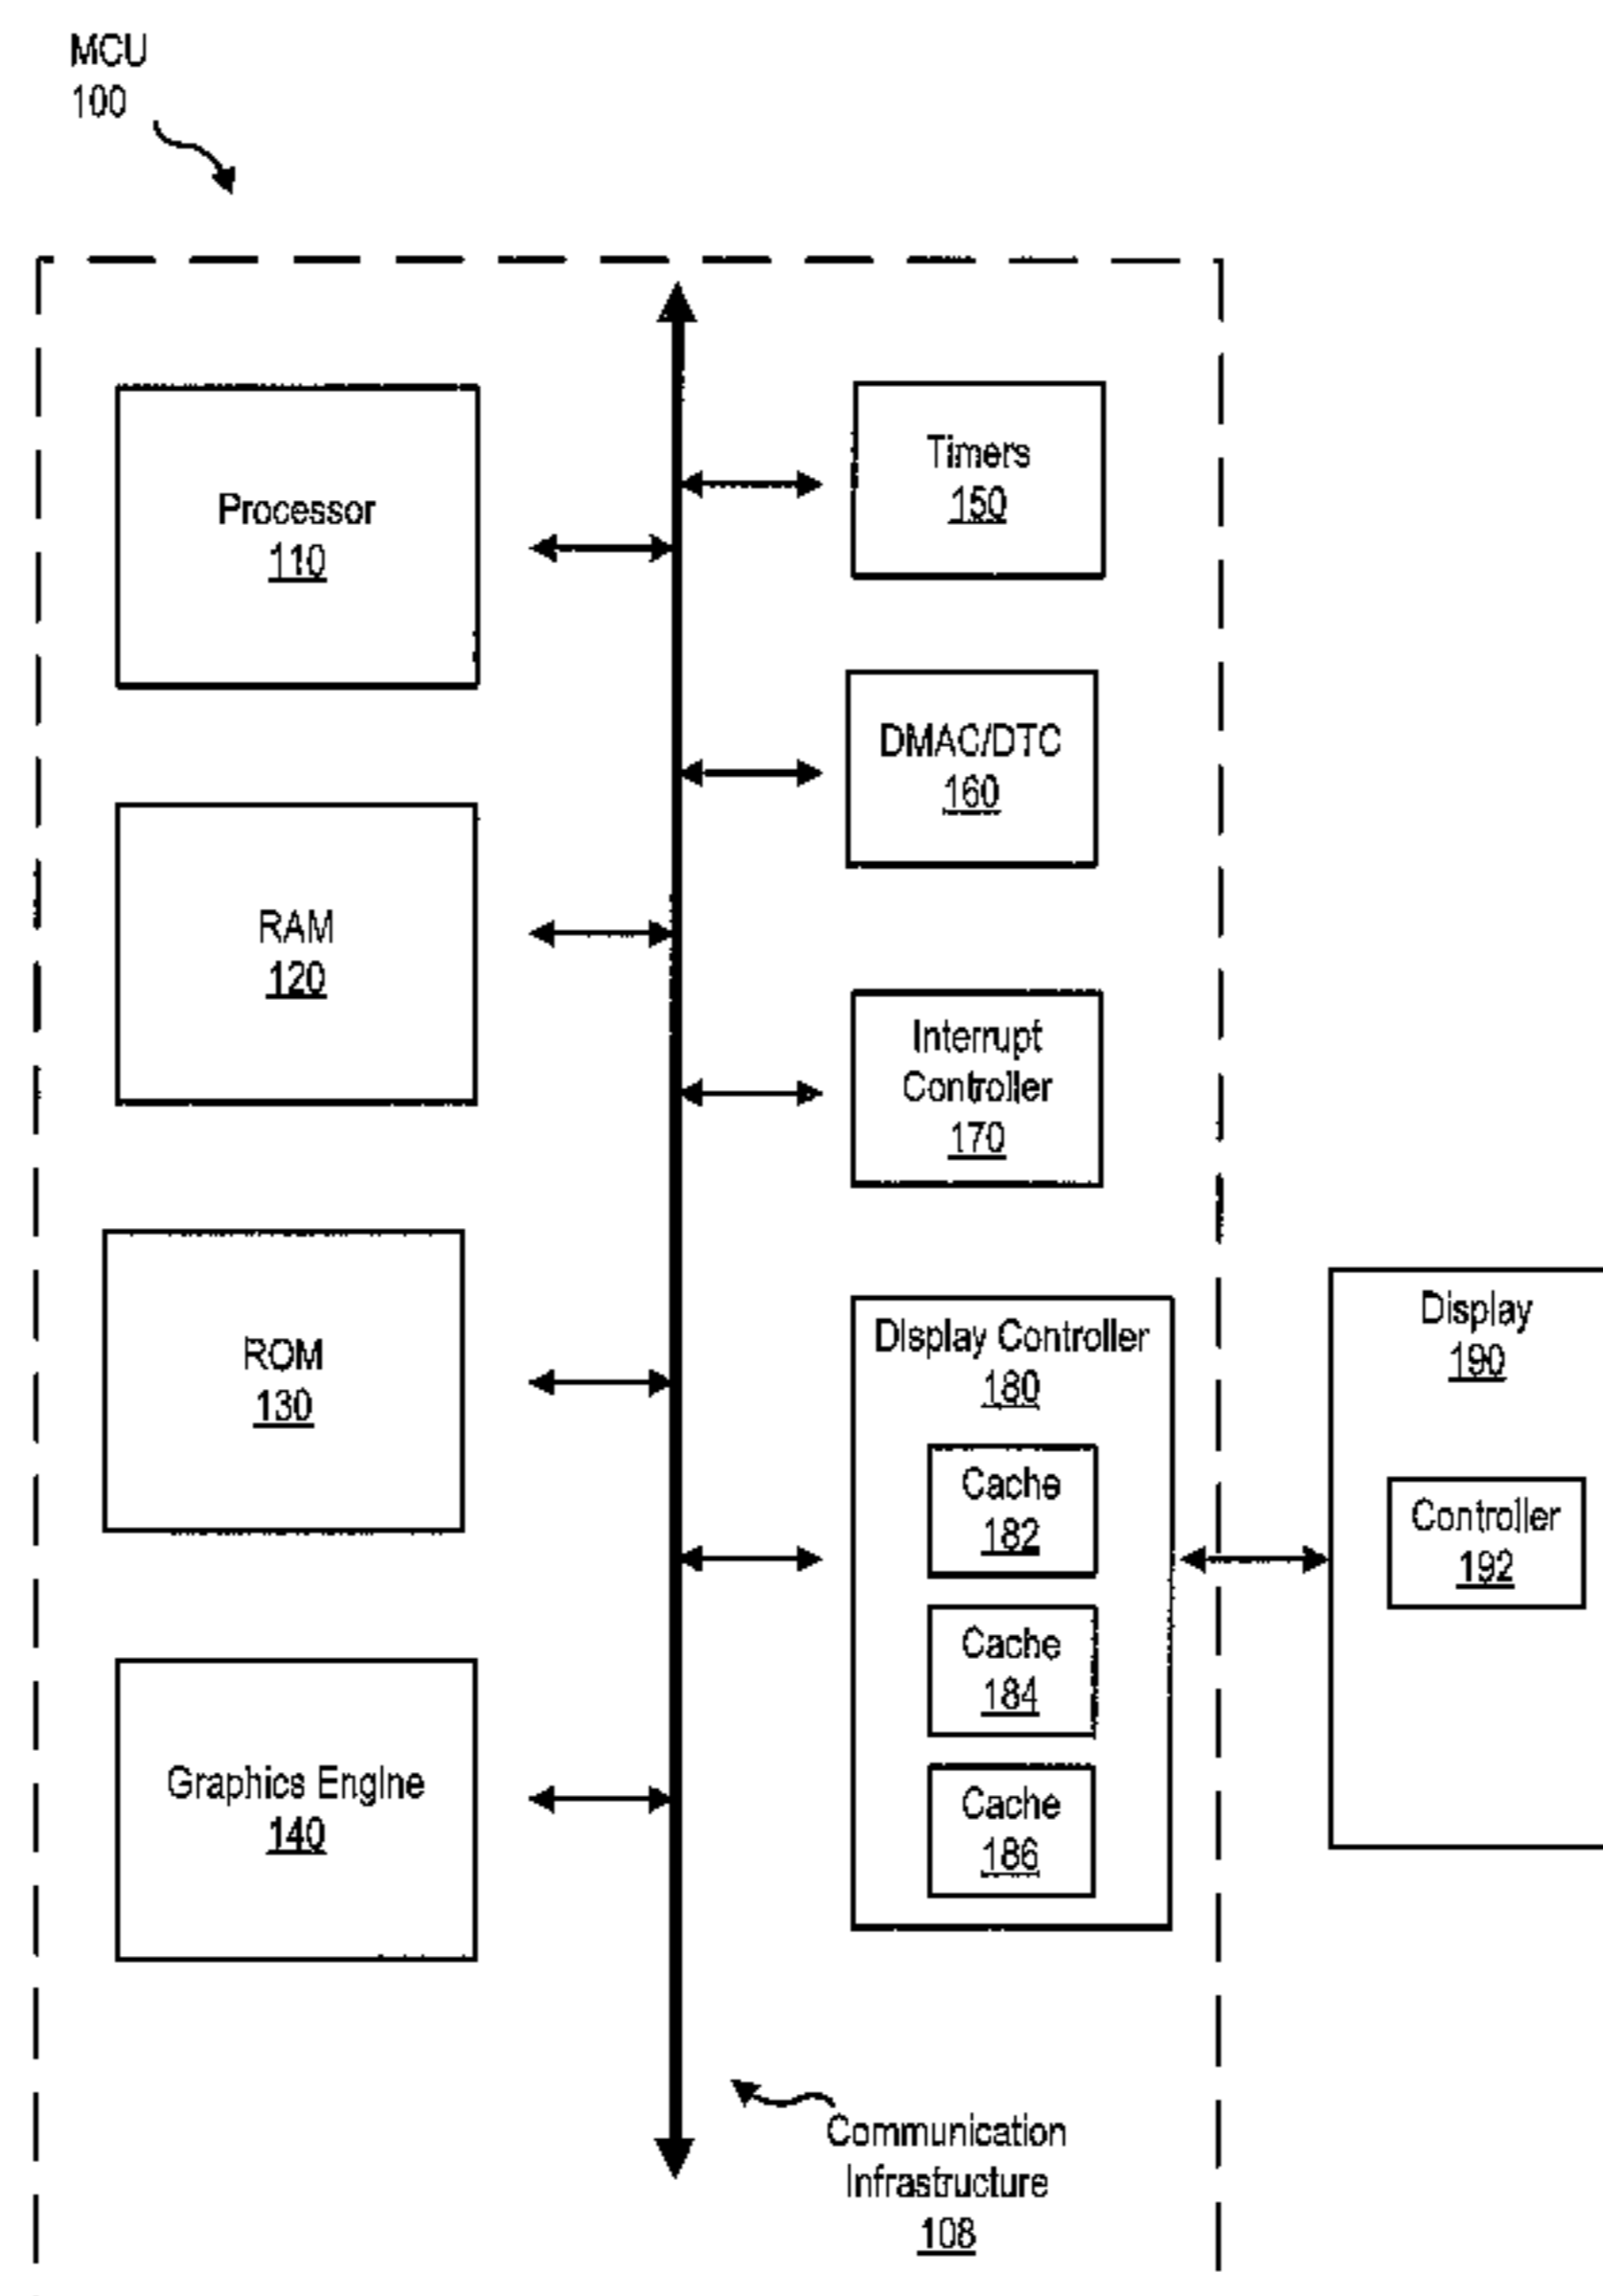 MCU
100
Processor
110
RAM
120
ROM
130
Graphics Engine
140
Timers
150
DMAC/DTC
160
Interrupt
Controller
170
Display Controller
180
Cache
182
Cache
184
Cache
186
Display
190
Controller
192
Communication
Infrastructure
108